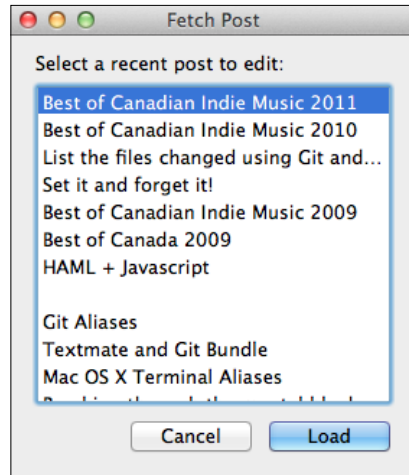 Fetch Post
Select a recent post to edit:
Best of Canadian Indie Music 2011
Best of Canadian Indie Music 2010
List the files changed using Git and...
Set it and forget it!
Best of Canadian Indie Music 2009
Best of Canada 2009
HAML + Javascript
Git Aliases
Textmate and Git Bundle
Mac OS X Terminal Aliases
Cancel
Load